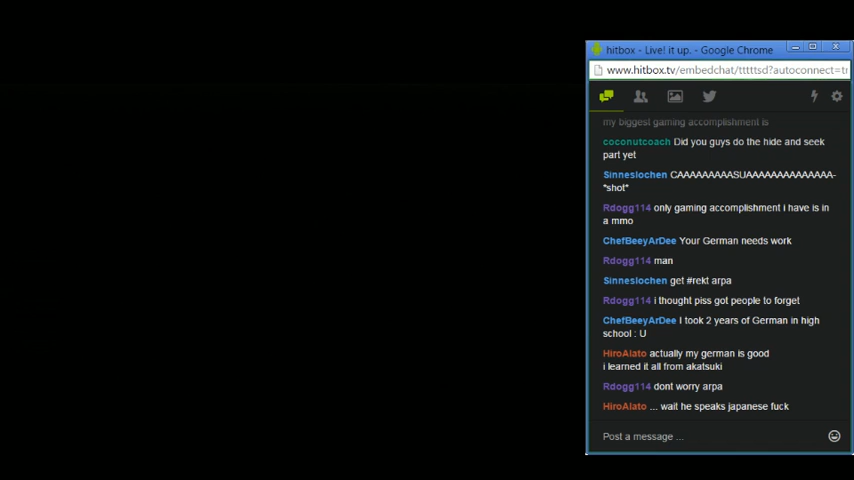 hitbox - Live! it up. - Google Chrome
www.hitbox.tv/embedchat/tttttsd?autoconnect=tr
my biggest gaming accomplishment is
coconutcoach Did you guys do the hide and seek
part yet
Sinneslochen CAAAAAAAAASUAAAAAAAAAAAAAA-
*shot*
Rdogg114 only gaming accomplishment i have is in
a mmo
ChefBeeyArDee Your German needs work
Rdogg114 man
Sinneslochen get #rekt arpa
Rdogg114 i thought piss got people to forget
ChefBeeyArDee I took 2 years of German in high
school : U
HiroAlato actually my german is good
i learned it all from akatsuki
Rdogg114 dont worry arpa
HiroAlato ... wait he speaks japanese fuck
Post a message ...